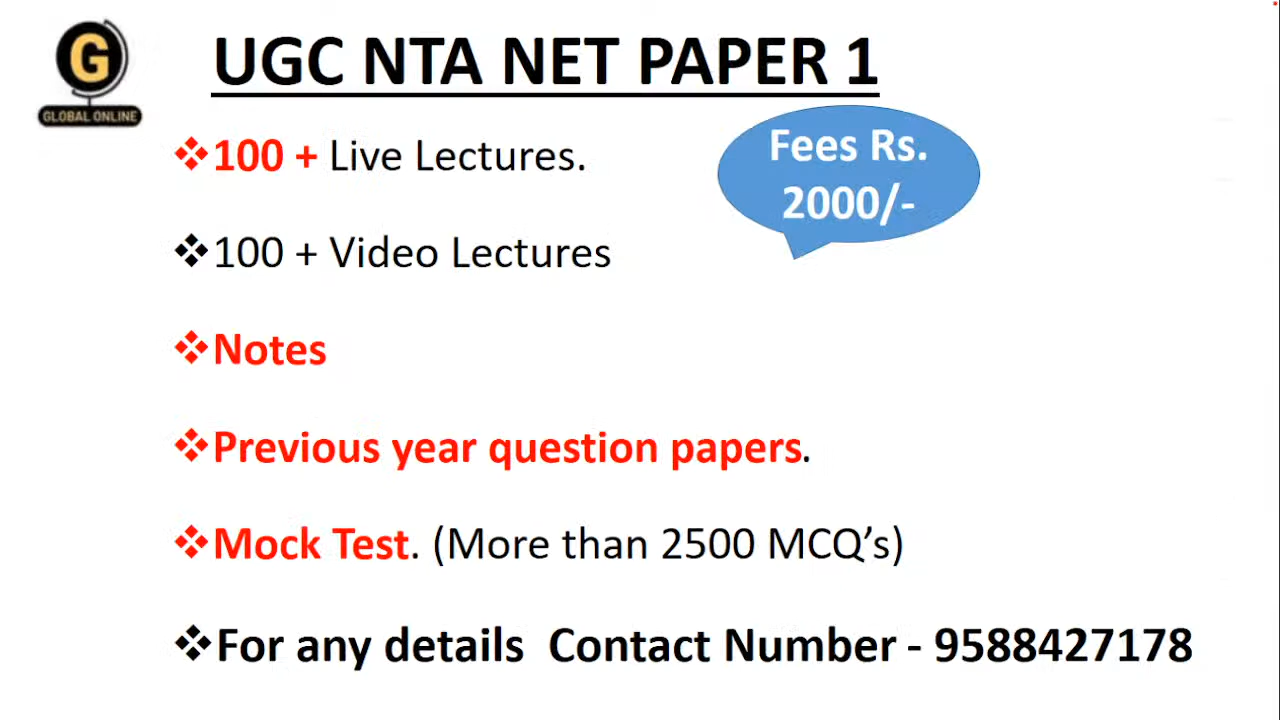 G
GLOBAL ONLINE
UGC NTA NET PAPER 1
Fees Rs.
2000/-
❖100 + Live Lectures.
❖100 + Video Lectures
❖Notes
❖Previous year question papers.
❖Mock Test. (More than 2500 MCQ’s)
❖For any details  Contact Number - 9588427178